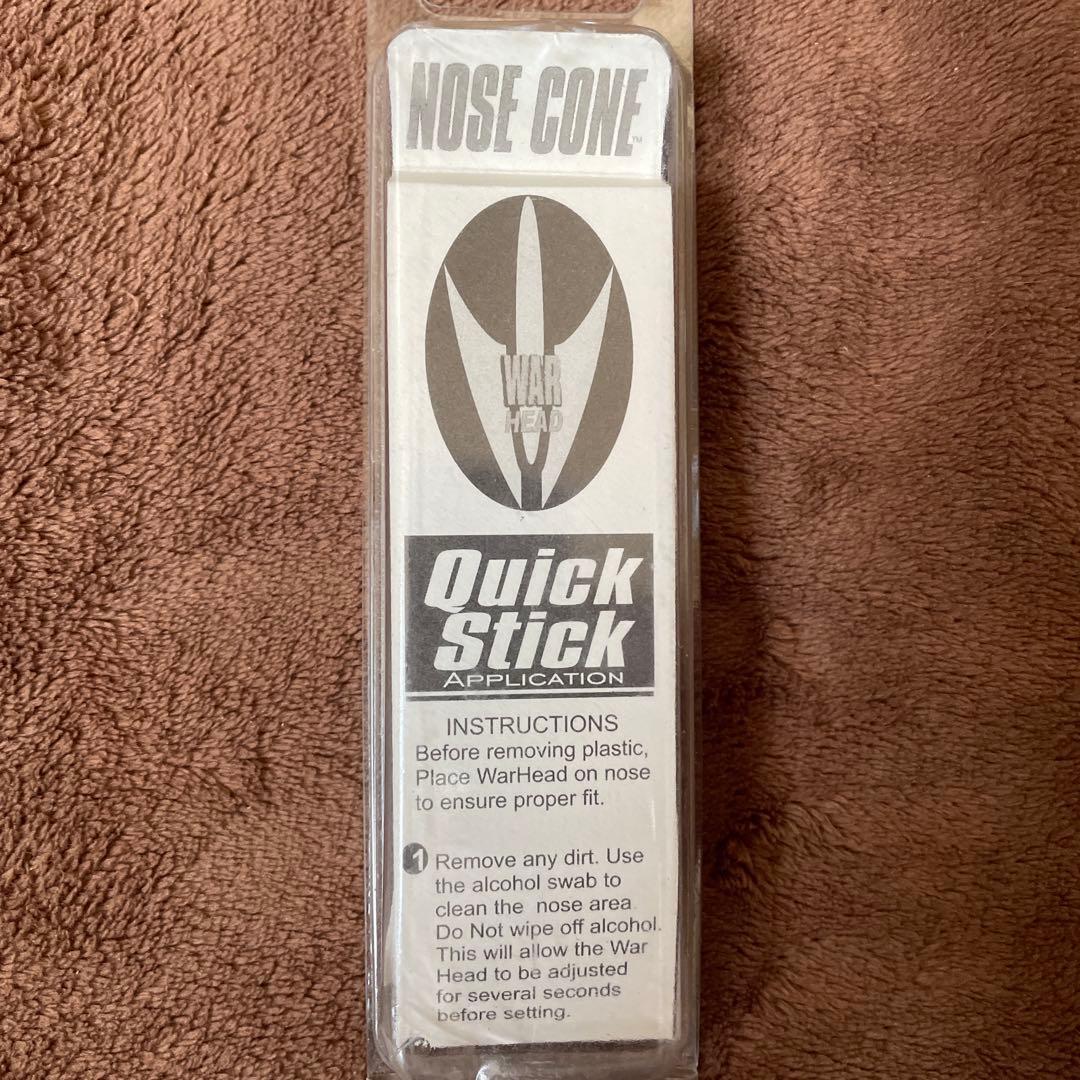 NOSE CONE™
WAR
HEAD
Quick
Stick
APPLICATION
INSTRUCTIONS
Before removing plastic,
Place WarHead on nose
to ensure proper fit.
1 Remove any dirt. Use
the alcohol swab to
clean the nose area.
Do Not wipe off alcohol.
This will allow the War
Head to be adjusted
for several seconds
before setting.